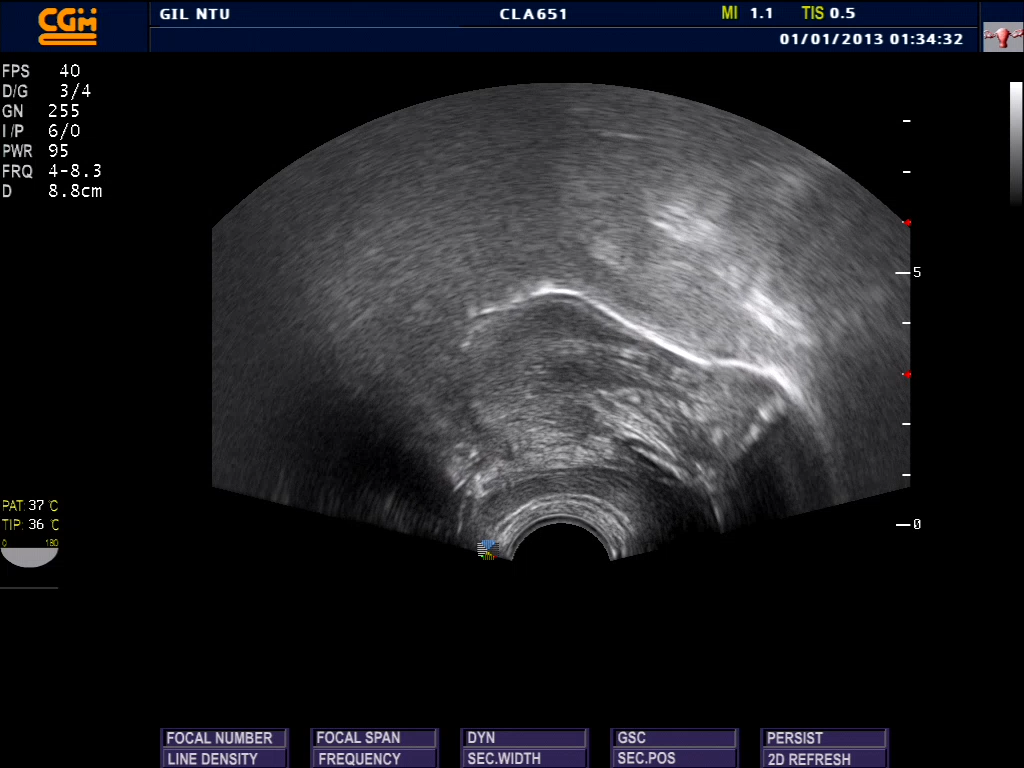 CGM
GIL NTU CLA651 MI 1.1 TIS 0.5
01/01/2013 01:34:32
FPS 40
D/G 3/4
GN 255
I/P 6/0
PWR 95
FRQ 4-8.3
D 8.8cm
5
PAT: 37 °C
TIP: 36 °C
0 180
0
FOCAL NUMBER FOCAL SPAN DYN GSC PERSIST
LINE DENSITY FREQUENCY SEC.WIDTH SEC.POS 2D REFRESH